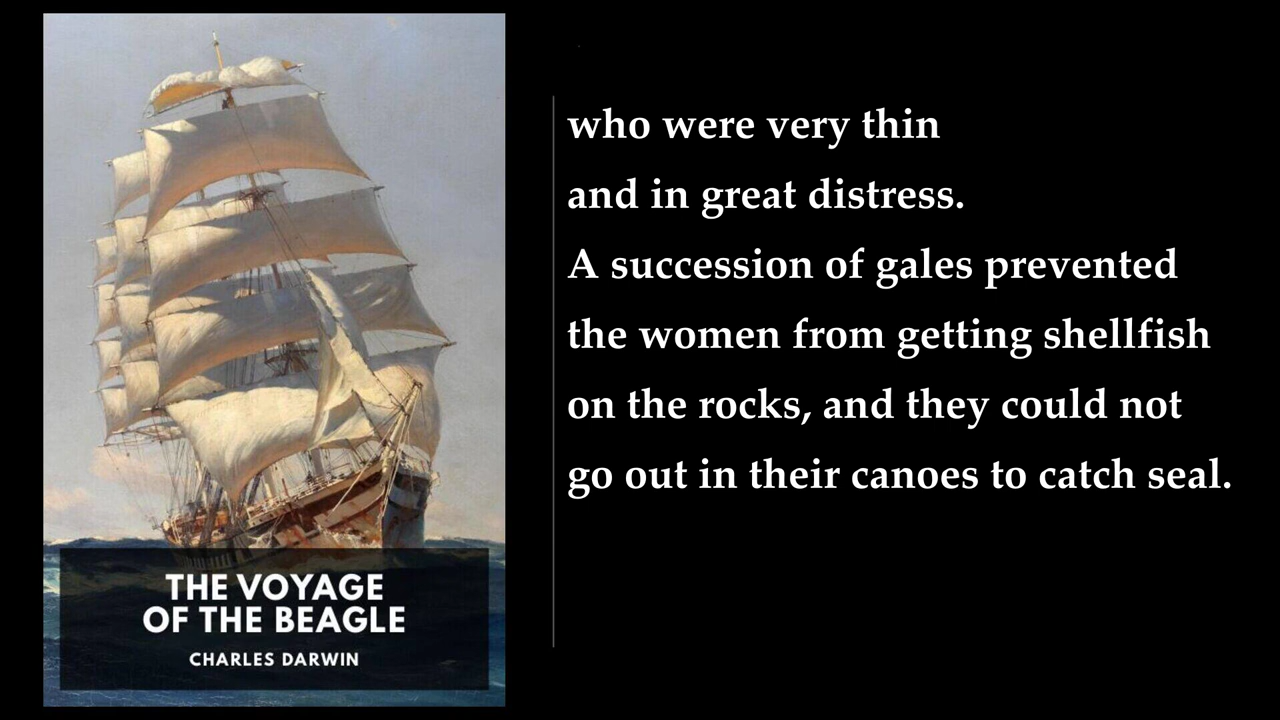 THE VOYAGE
OF THE BEAGLE
CHARLES DARWIN
who were very thin
and in great distress.
A succession of gales prevented
the women from getting shellfish
on the rocks, and they could not
go out in their canoes to catch seal.